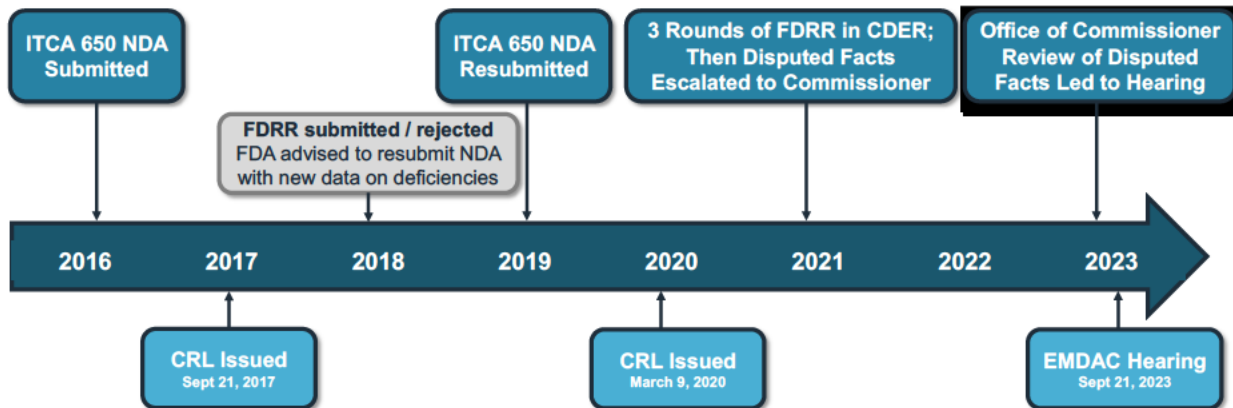 ITCA 650 NDA
Submitted
ITCA 650 NDA
Resubmitted
3 Rounds of FDRR in CDER;
Then Disputed Facts
Escalated to Commissioner
Office of Commissioner
Review of Disputed
Facts Led to Hearing
FDRR submitted / rejected
FDA advised to resubmit NDA
with new data on deficiencies
2016 2017 2018 2019 2020 2021 2022 2023
CRL Issued
Sept 21, 2017
CRL Issued
March 9, 2020
EMDAC Hearing
Sept 21, 2023